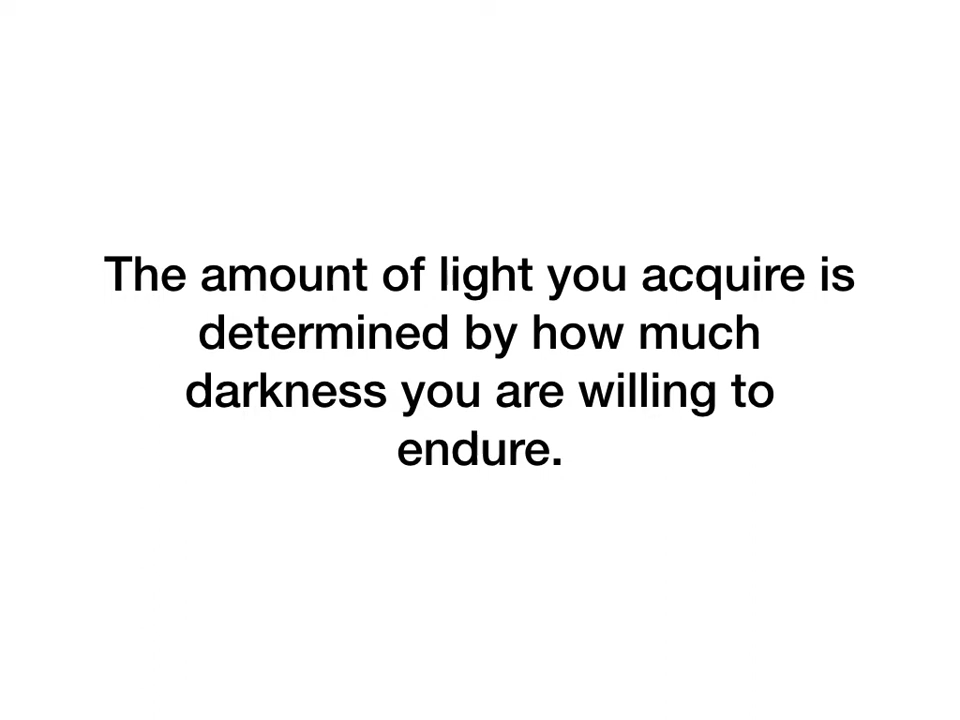 The amount of light you acquire is
determined by how much
darkness you are willing to
endure.